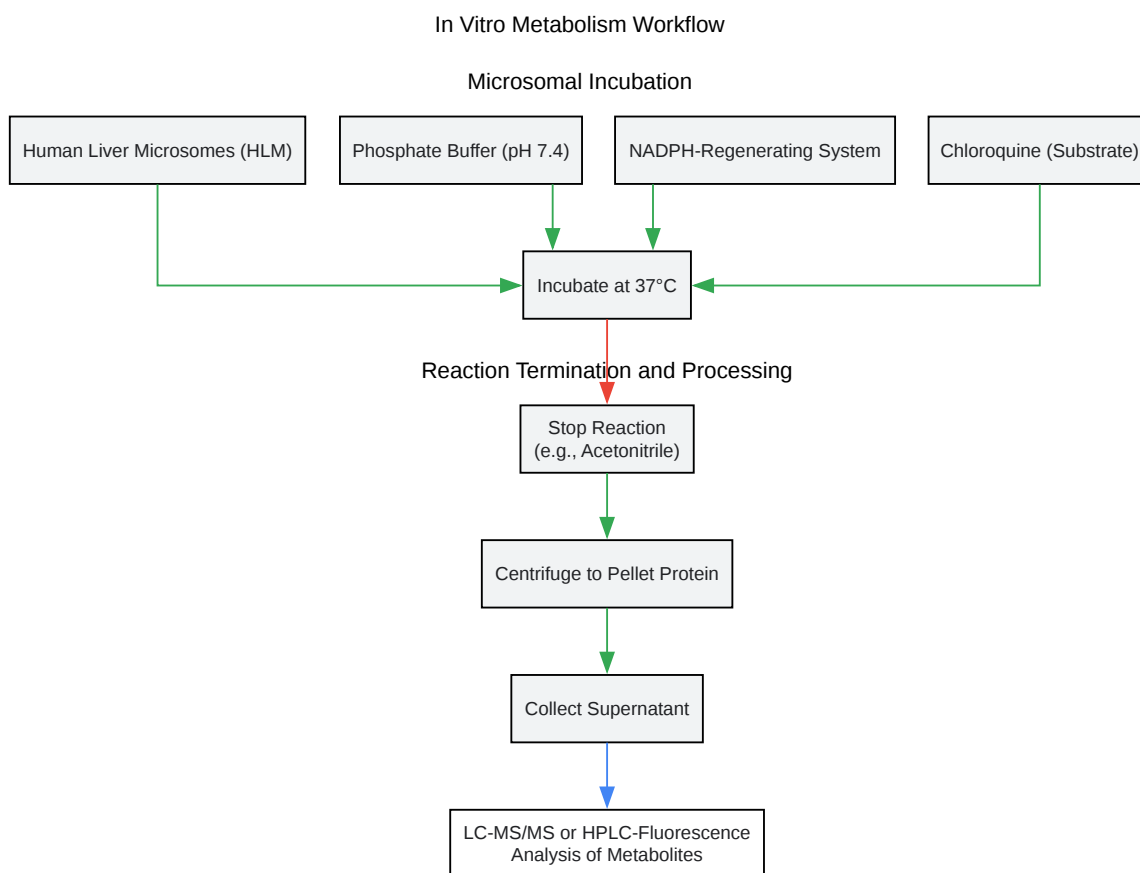 In Vitro Metabolism Workflow
Microsomal Incubation
Human Liver Microsomes (HLM)
Phosphate Buffer (pH 7.4)
NADPH-Regenerating System
Chloroquine (Substrate)
Incubate at 37°C
Reaction Termination and Processing
Stop Reaction
(e.g., Acetonitrile)
Centrifuge to Pellet Protein
Collect Supernatant
LC-MS/MS or HPLC-Fluorescence
Analysis of Metabolites